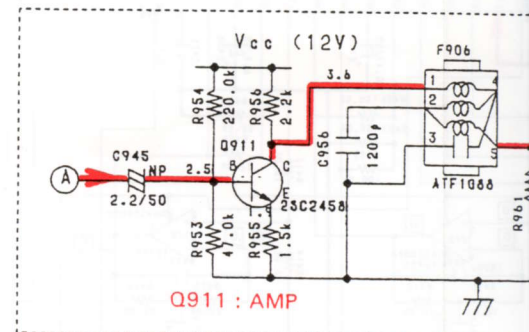 Vcc (12V)
F906
3.6
1
4
2
3
5
R954
220.0k
R956
2.2k
Q911
C945
NP
2.5
B
C
E
A
2.2/50
2SC2458
C956
1200p
ATF1088
R953
47.0k
R955
1.5k
R961
Q911 : AMP